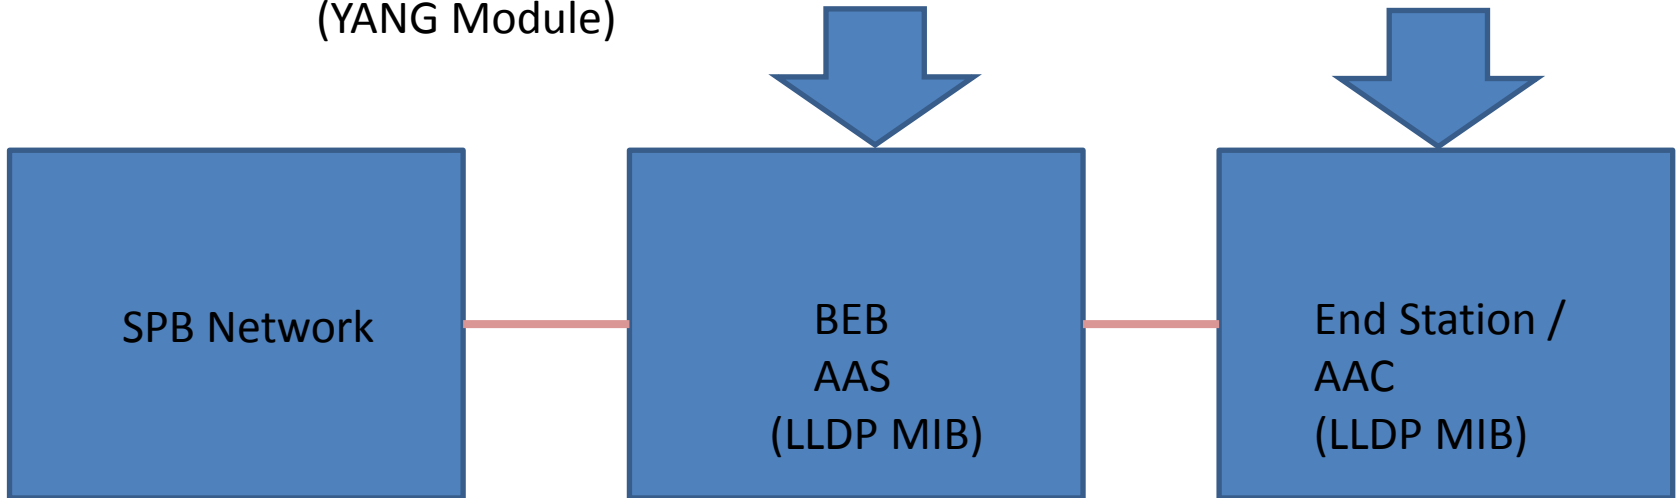 (YANG Module)
SPB Network
BEB
AAS
(LLDP MIB)
End Station /
AAC
(LLDP MIB)